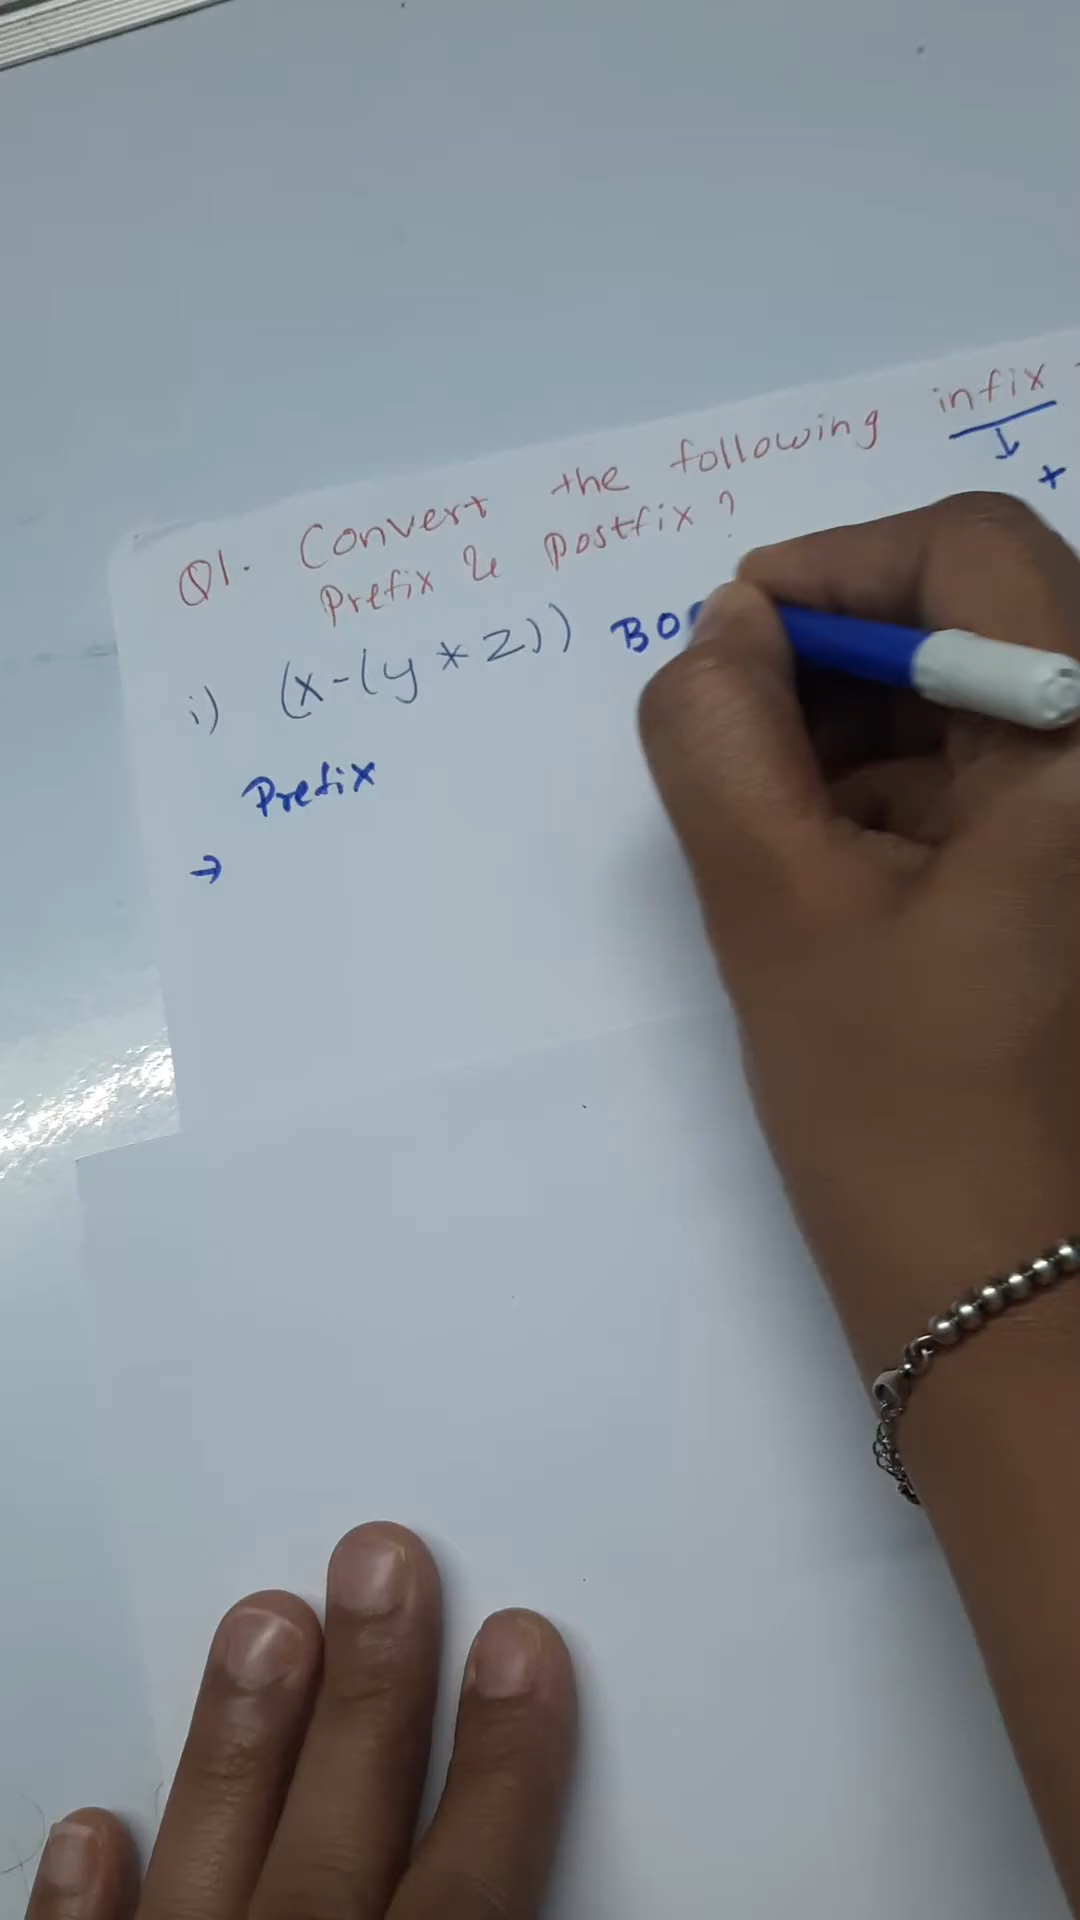 Q1. Convert the following infix
↓
+
Prefix & postfix?
i) (x-(y*z)) BO
Prefix
→